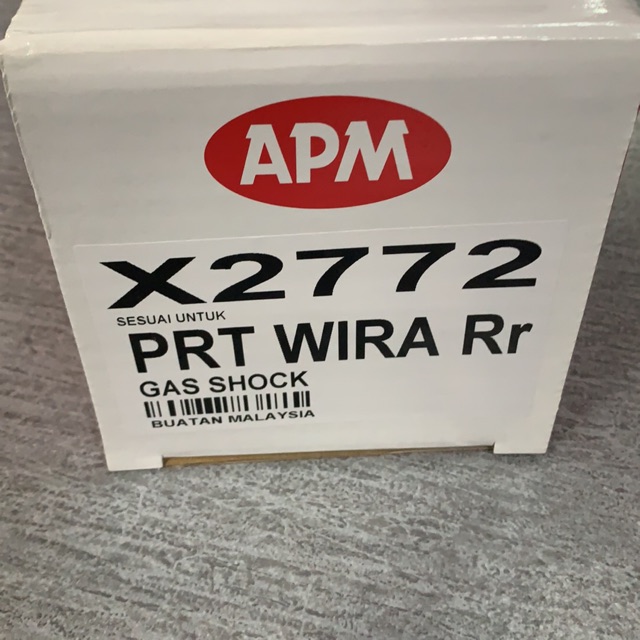 APM
X2772
SESUAI UNTUK
PRT WIRA Rr
GAS SHOCK
BUATAN MALAYSIA